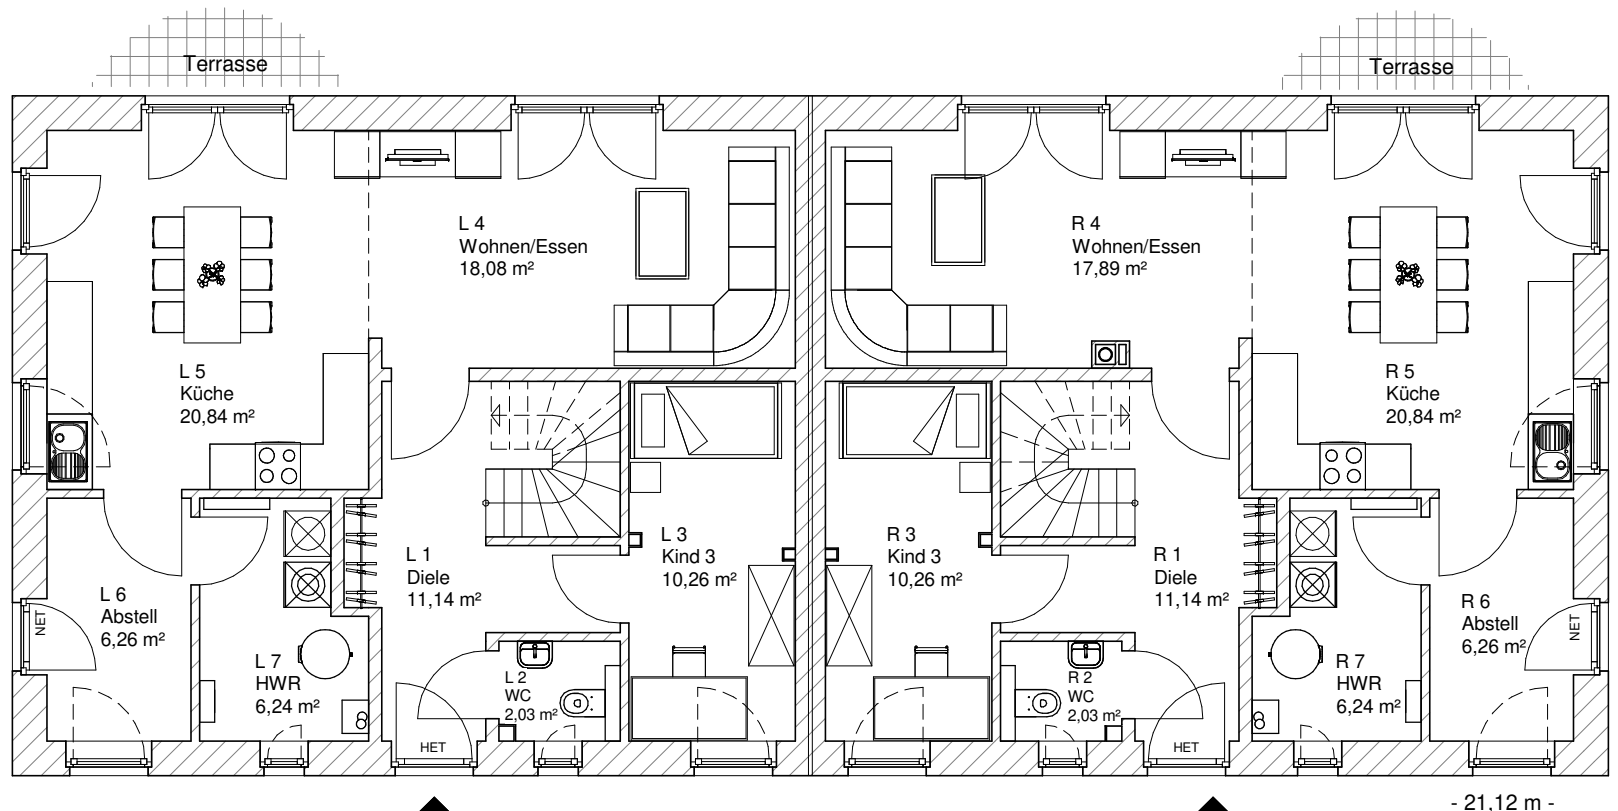 Terrasse
Terrasse
L 4
Wohnen/Essen
18,08 m²
R 4
Wohnen/Essen
17,89 m²
L 5
Küche
20,84 m²
R 5
Küche
20,84 m²
L 3
Kind 3
10,26 m²
R 3
Kind 3
10,26 m²
L 1
Diele
11,14 m²
R 1
Diele
11,14 m²
L 6
Abstell
6,26 m²
R 6
Abstell
6,26 m²
NET
NET
L 7
HWR
6,24 m²
L 2
WC
2,03 m²
R 2
WC
2,03 m²
R 7
HWR
6,24 m²
HET
HET
- 21,12 m -